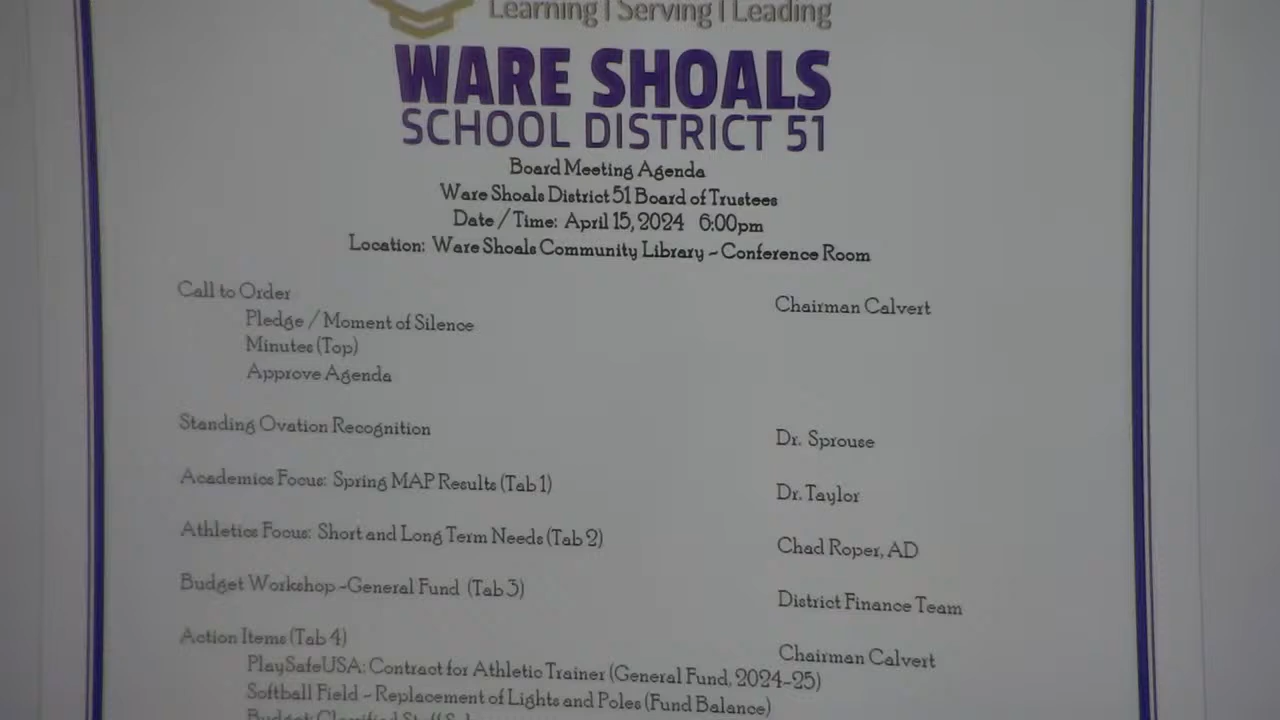 Learning | Serving | Leading
WARE SHOALS
SCHOOL DISTRICT 51
Board Meeting Agenda
Ware Shoals District 51 Board of Trustees
Date / Time: April 15, 2024 6:00pm
Location: Ware Shoals Community Library ~ Conference Room
Call to Order Chairman Calvert
Pledge / Moment of Silence
Minutes (Top)
Approve Agenda
Standing Ovation Recognition Dr. Sprouse
Academics Focus: Spring MAP Results (Tab 1) Dr. Taylor
Athletics Focus: Short and Long Term Needs (Tab 2) Chad Roper, AD
Budget Workshop ~General Fund (Tab 3) District Finance Team
Action Items (Tab 4) Chairman Calvert
PlaySafeUSA: Contract for Athletic Trainer (General Fund, 2024-25)
Softball Field ~ Replacement of Lights and Poles (Fund Balance)
Budget: Classified Staff